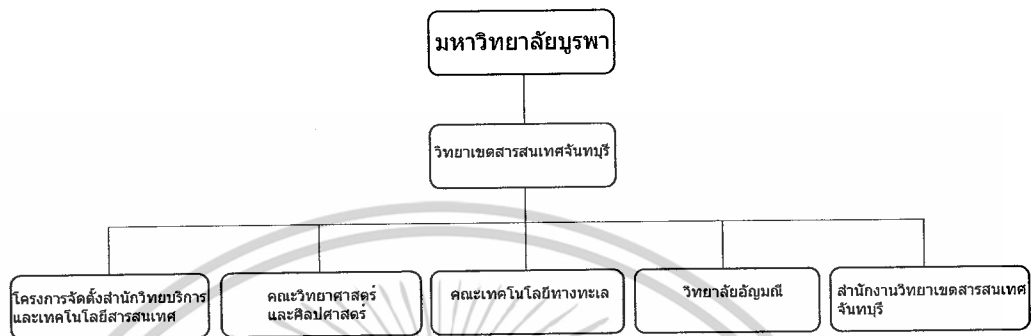 มหาวิทยาลัยบูรพา
วิทยาเขตสารสนเทศจันทบุรี
โครงการจัดตั้งสำนักวิทยบริการ
และเทคโนโลยีสารสนเทศ
คณะวิทยาศาสตร์
และศิลปศาสตร์
คณะเทคโนโลยีทางทะเล
วิทยาลัยอัญมณี
สำนักงานวิทยาเขตสารสนเทศ
จันทบุรี